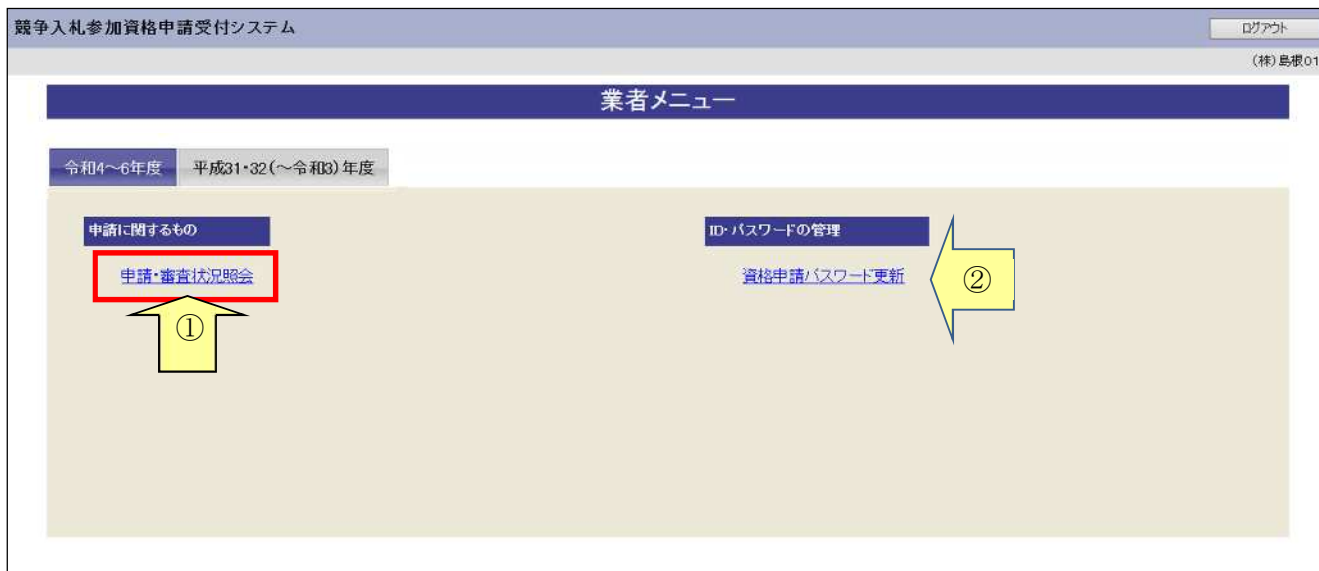 競争入札参加資格申請受付システム
ログアウト
(株)島根01
業者メニュー
令和4～6年度 平成31・32(～令和3)年度
申請に関するもの
ID・パスワードの管理
申請・審査状況照会
資格申請パスワード更新
②
①